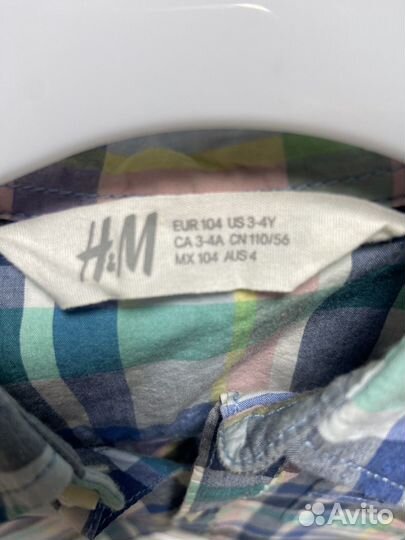 H&M
EUR 104 US 3-4Y
CA 3-4A CN 110/56
MX 104 AUS 4
Avito